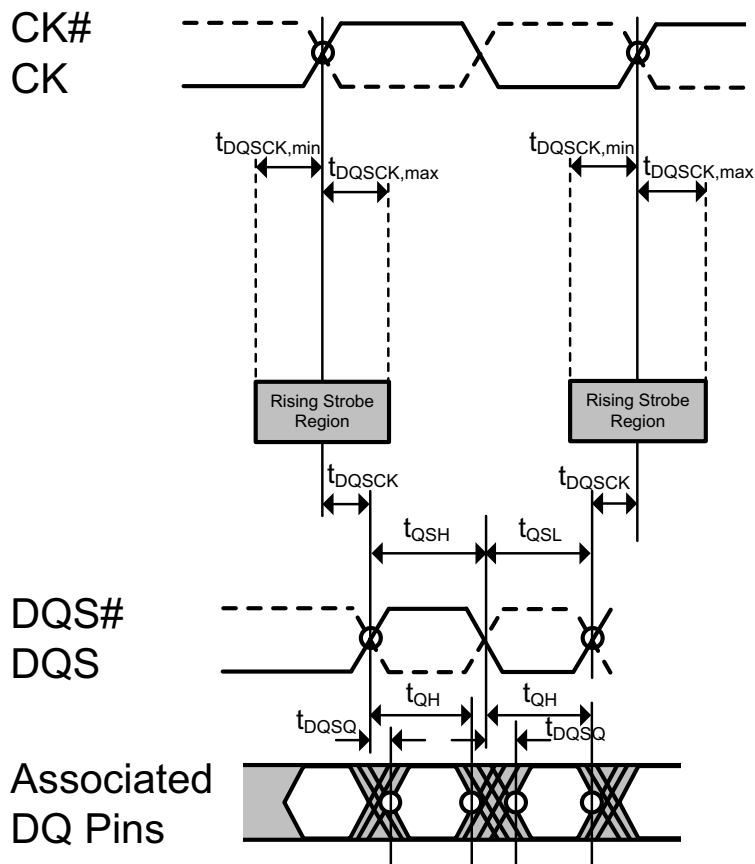 CK#
CK
tDQSCK,min
tDQSCK,max
tDQSCK,min
tDQSCK,max
Rising Strobe
Region
Rising Strobe
Region
tDQSCK
tDQSCK
tQSH
tQSL
DQS#
DQS
tQH
tQH
tDQSQ
tDQSQ
Associated
DQ Pins